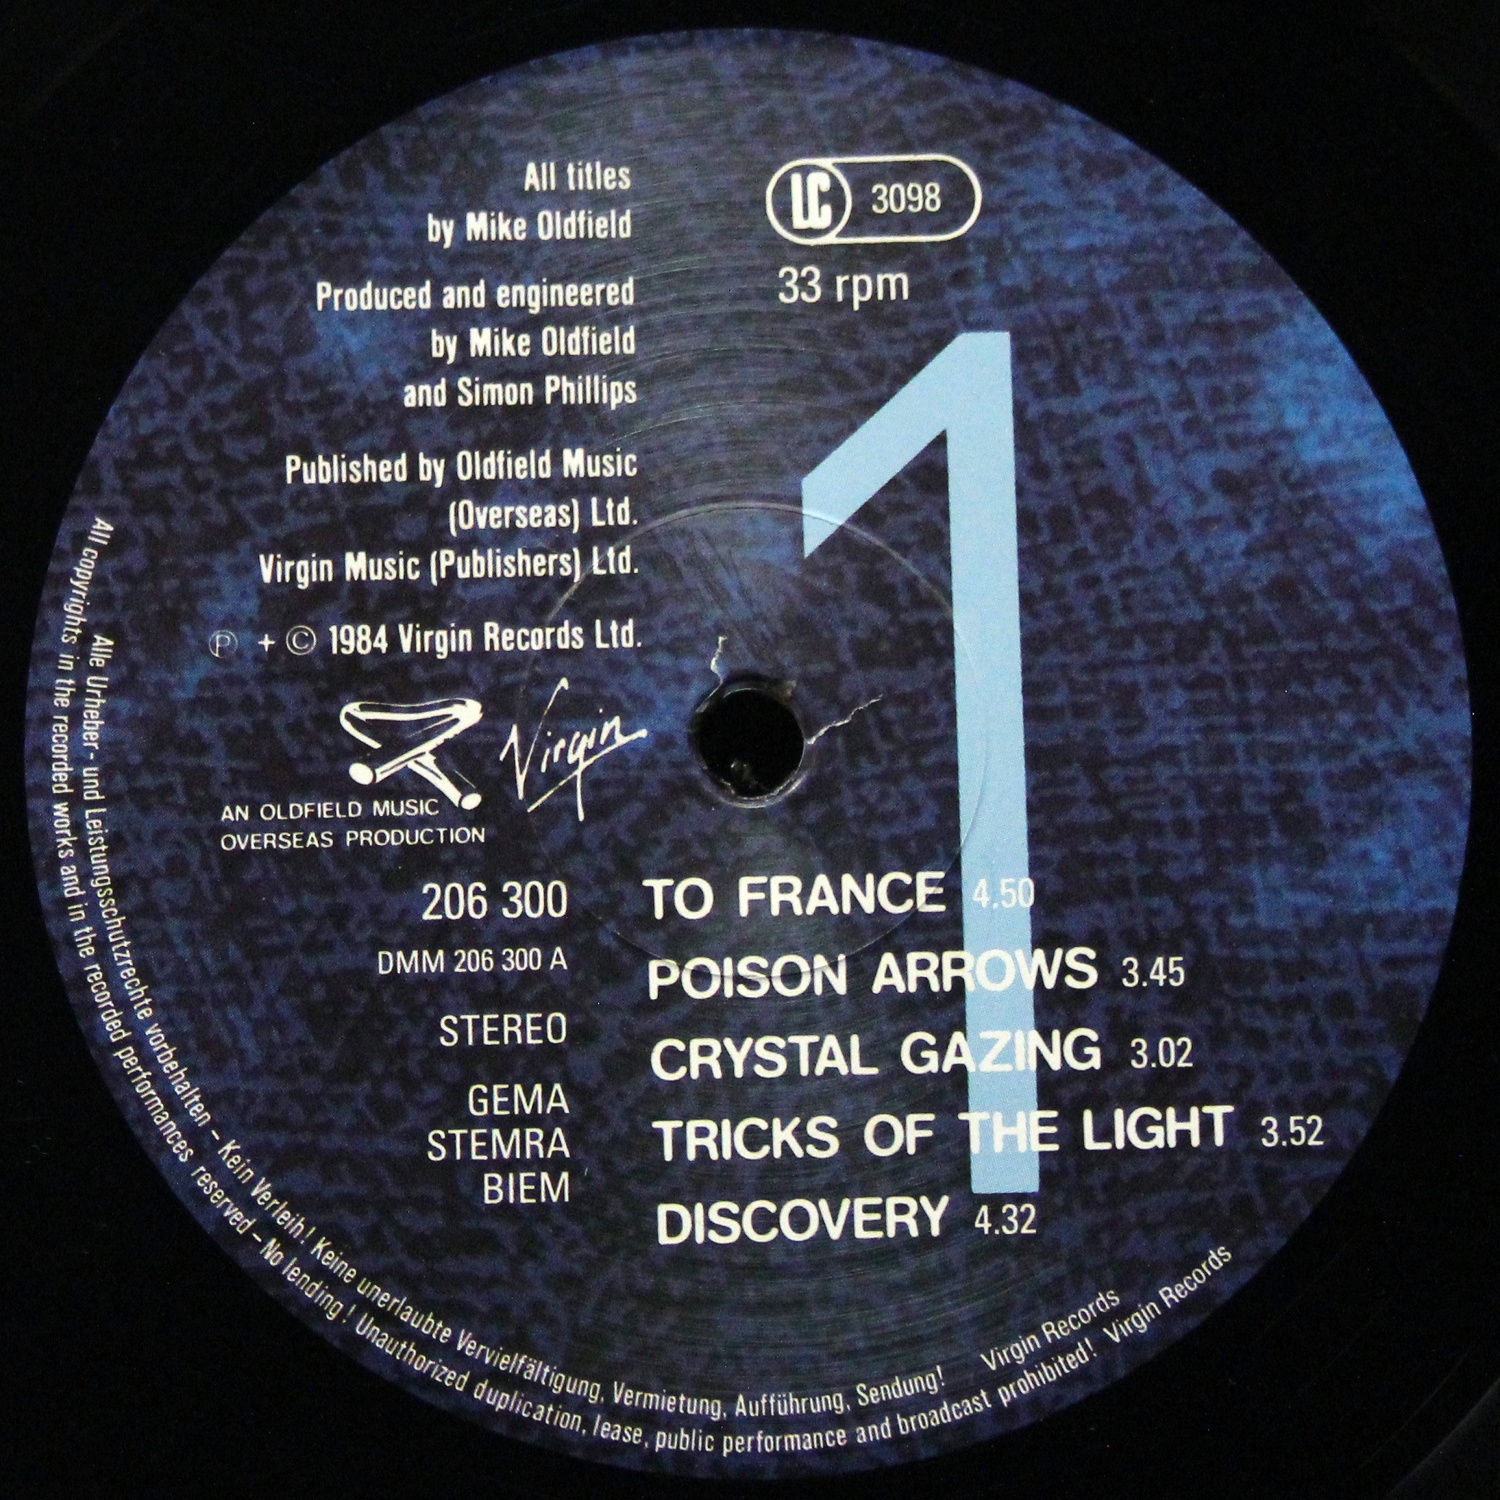 All titles
by Mike Oldfield
Produced and engineered
by Mike Oldfield
and Simon Phillips
Published by Oldfield Music
(Overseas) Ltd.
Virgin Music (Publishers) Ltd.
℗ + © 1984 Virgin Records Ltd.
AN OLDFIELD MUSIC
OVERSEAS PRODUCTION
Virgin
LC 3098
33 rpm
1
206 300
DMM 206 300 A
STEREO
GEMA
STEMRA
BIEM
TO FRANCE 4.50
POISON ARROWS 3.45
CRYSTAL GAZING 3.02
TRICKS OF THE LIGHT 3.52
DISCOVERY 4.32
Alle Urheber- und Leistungsschutzrechte vorbehalten – Kein Verleih! Keine unerlaubte Vervielfältigung, Vermietung, Aufführung, Sendung! Virgin Records
All copyrights in the recorded works and in the recorded performances reserved – No lending! Unauthorized duplication, lease, public performance and broadcast prohibited! Virgin Records